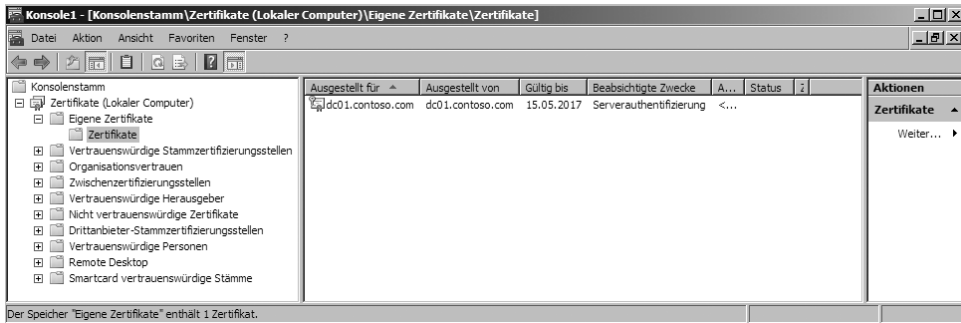 Konsole1 - [Konsolenstamm\Zertifikate (Lokaler Computer)\Eigene Zertifikate\Zertifikate]
Datei Aktion Ansicht Favoriten Fenster ?
Konsolenstamm
Zertifikate (Lokaler Computer)
Eigene Zertifikate
Zertifikate
Vertrauenswürdige Stammzertifizierungsstellen
Organisationsvertrauen
Zwischenzertifizierungsstellen
Vertrauenswürdige Herausgeber
Nicht vertrauenswürdige Zertifikate
Drittanbieter-Stammzertifizierungsstellen
Vertrauenswürdige Personen
Remote Desktop
Smartcard vertrauenswürdige Stämme
Ausgestellt für Ausgestellt von Gültig bis Beabsichtigte Zwecke A... Status
dc01.contoso.com dc01.contoso.com 15.05.2017 Serverauthentifizierung <...
Aktionen
Zertifikate
Weiter...
Der Speicher "Eigene Zertifikate" enthält 1 Zertifikat.